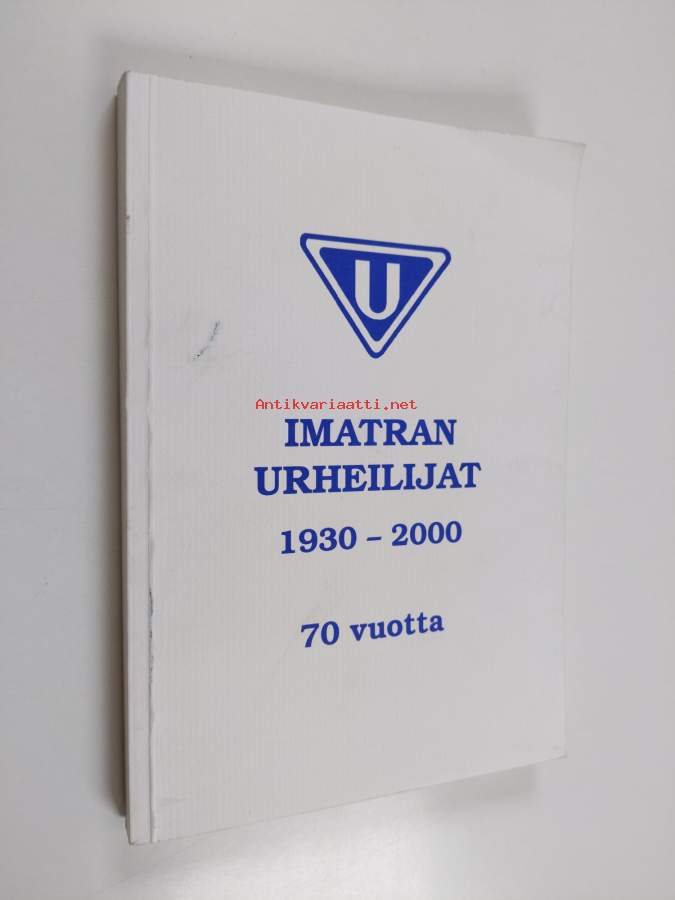 U
Antikvariaatti.net
IMATRAN
URHEILIJAT
1930 – 2000
70 vuotta